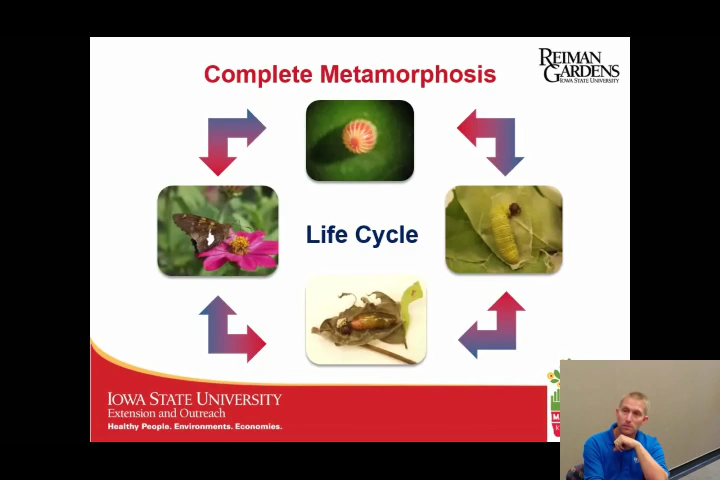 Complete Metamorphosis
REIMAN
GARDENS
IOWA STATE UNIVERSITY
Life Cycle
IOWA STATE UNIVERSITY
Extension and Outreach
Healthy People. Environments. Economies.